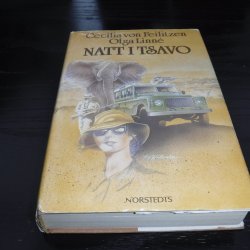 Cecilia von Feilitzen
Olga Linné
NATT I TSAVO
NORSTEDTS